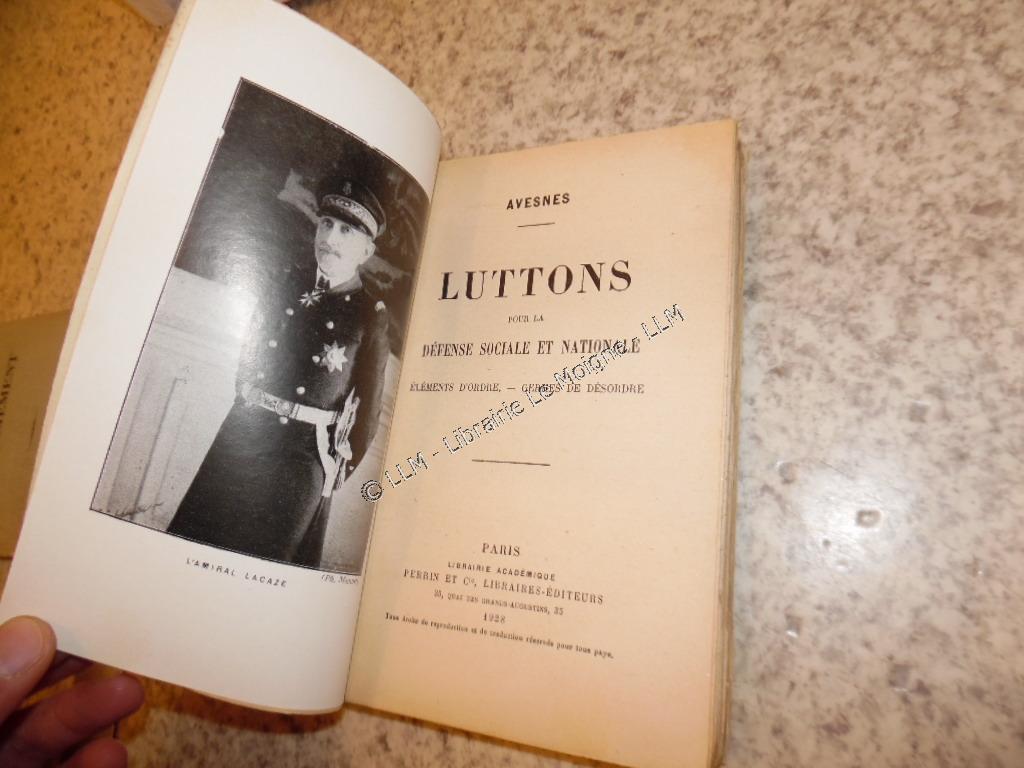 L'AMIRAL LACAZE
(Ph. Manuel
AVESNES
LUTTONS
POUR LA
DÉFENSE SOCIALE ET NATIONALE
ÉLÉMENTS D'ORDRE, — GERMES DE DÉSORDRE
PARIS
LIBRAIRIE ACADÉMIQUE
PERRIN ET Cie, LIBRAIRES-ÉDITEURS
35, QUAI DES GRANDS-AUGUSTINS, 35
1928
Tous droits de reproduction et de traduction réservés pour tous pays.
© LLM - Librairie Le Moigne - LLM